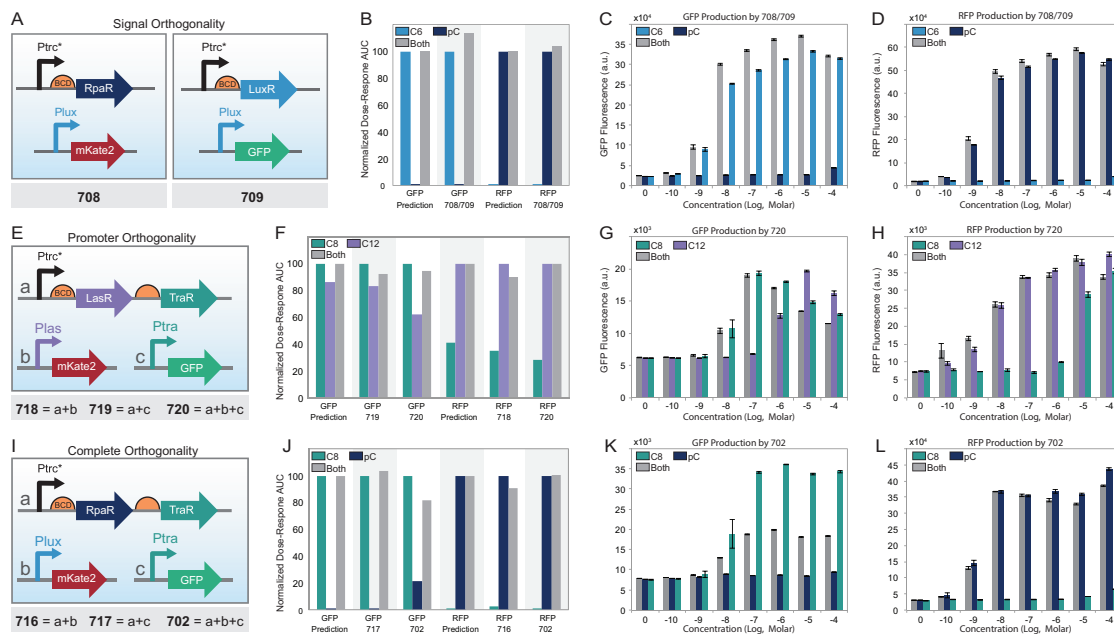 A
Signal Orthogonality
Ptrc*
BCD
RpaR
Plux
mKate2
708
Ptrc*
BCD
LuxR
Plux
GFP
709
B
C6 pC
Both
Normalized Dose-Respone AUC
100
80
60
40
20
0
GFP Prediction
GFP 708/709
RFP Prediction
RFP 708/709
C
GFP Production by 708/709
x10⁴
C6 pC
Both
GFP Fluorescence (a.u.)
35
30
25
20
15
10
5
0
0 -10 -9 -8 -7 -6 -5 -4
Concentration (Log, Molar)
D
RFP Production by 708/709
x10⁴
C6 pC
Both
RFP Fluorescence (a.u.)
60
50
40
30
20
10
0
0 -10 -9 -8 -7 -6 -5 -4
Concentration (Log, Molar)
E
Promoter Orthogonality
Ptrc*
a
BCD
LasR
TraR
Plas
b
mKate2
Ptra
c
GFP
718 = a+b 719 = a+c 720 = a+b+c
F
C8 C12
Both
Normalized Dose-Respone AUC
100
80
60
40
20
0
GFP Prediction
GFP 719
GFP 720
RFP Prediction
RFP 718
RFP 720
G
GFP Production by 720
x10³
C8 C12
Both
GFP Fluorescence (a.u.)
20
15
10
5
0
0 -10 -9 -8 -7 -6 -5 -4
Concentration (Log, Molar)
H
RFP Production by 720
x10³
C8 C12
Both
RFP Fluorescence (a.u.)
40
35
30
25
20
15
10
5
0
0 -10 -9 -8 -7 -6 -5 -4
Concentration (Log, Molar)
I
Complete Orthogonality
Ptrc*
a
BCD
RpaR
TraR
Plux
b
mKate2
Ptra
c
GFP
716 = a+b 717 = a+c 702 = a+b+c
J
C8 pC
Both
Normalized Dose-Respone AUC
100
80
60
40
20
0
GFP Prediction
GFP 717
GFP 702
RFP Prediction
RFP 716
RFP 702
K
GFP Production by 702
x10³
C8 pC
Both
GFP Fluorescence (a.u.)
35
30
25
20
15
10
5
0
0 -10 -9 -8 -7 -6 -5 -4
Concentration (Log, Molar)
L
RFP Production by 702
x10⁴
C8 pC
Both
RFP Fluorescence (a.u.)
45
40
35
30
25
20
15
10
5
0
0 -10 -9 -8 -7 -6 -5 -4
Concentration (Log, Molar)